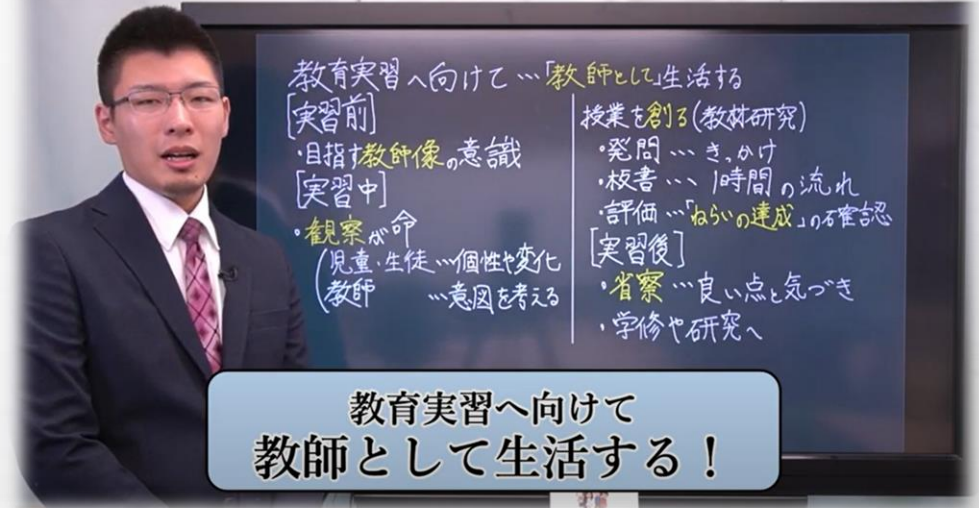 教育実習へ向けて…「教師として」生活する
[実習前]
・目指す教師像の意識
[実習中]
・観察が命
(児童・生徒…個性や変化
(教師 …意図を考える
授業を創る(教材研究)
・発問…きっかけ
・板書…1時間の流れ
・評価…「ねらいの達成」の確認
[実習後]
・省察…良い点と気づき
・学修や研究へ
教育実習へ向けて
教師として生活する!